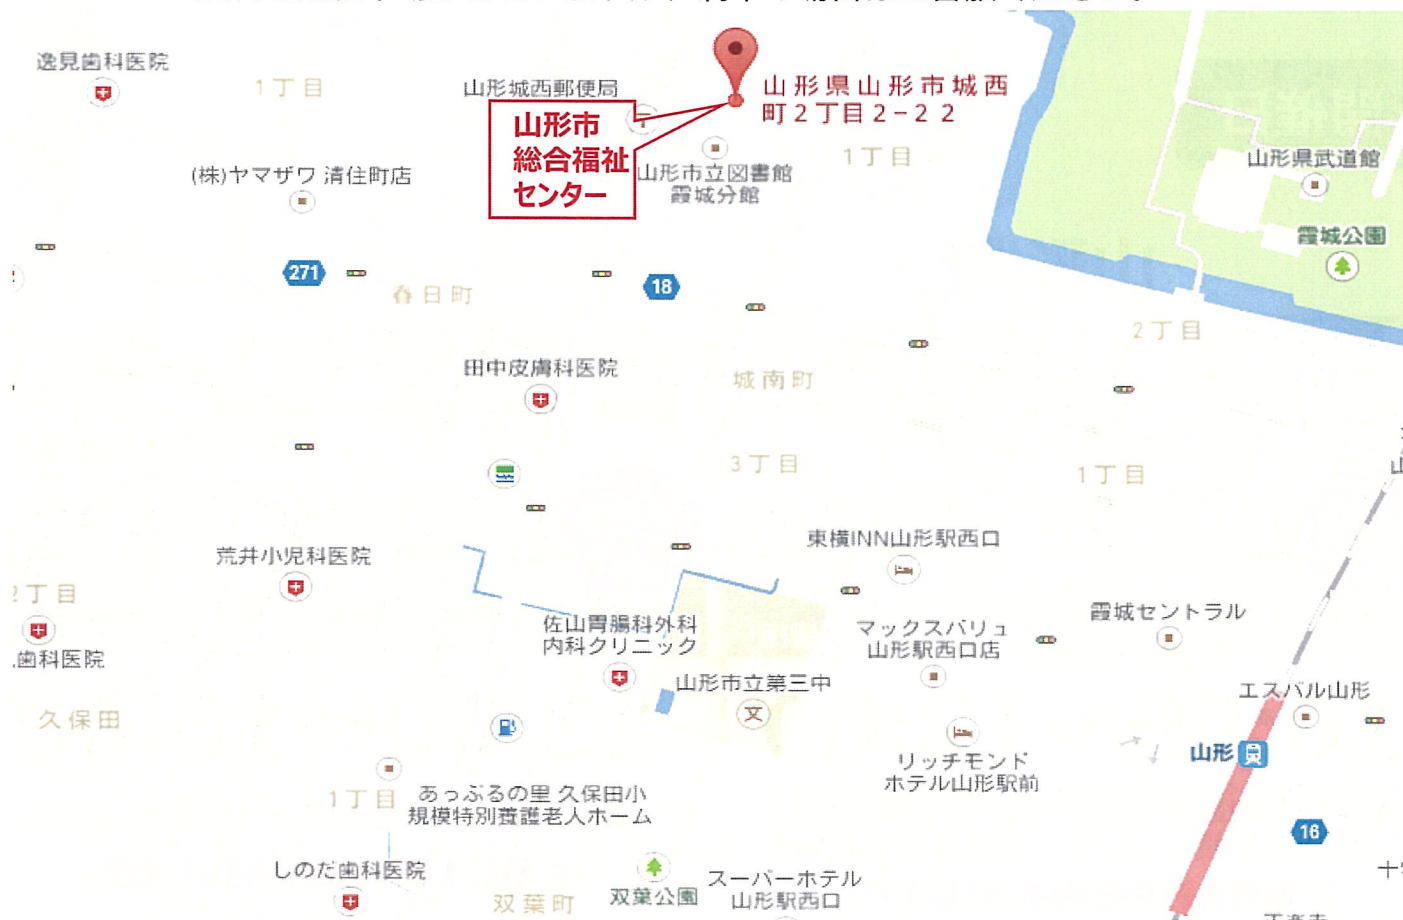 逸見歯科医院
1丁目
山形城西郵便局
山形県山形市城西
町2丁目2-22
山形市
総合福祉
センター
1丁目
山形市立図書館
霞城分館
山形県武道館
(株)ヤマザワ 清住町店
霞城公園
271
18
春日町
2丁目
田中皮膚科医院
城南町
3丁目
1丁目
東横INN山形駅西口
荒井小児科医院
2丁目
佐山胃腸科外科
内科クリニック
マックスバリュ
山形駅西口店
霞城セントラル
歯科医院
山形市立第三中
文
エスパル山形
久保田
山形
リッチモンド
ホテル山形駅前
1丁目
あっぷるの里 久保田小
規模特別養護老人ホーム
16
しのだ歯科医院
双葉町
双葉公園
スーパーホテル
山形駅西口